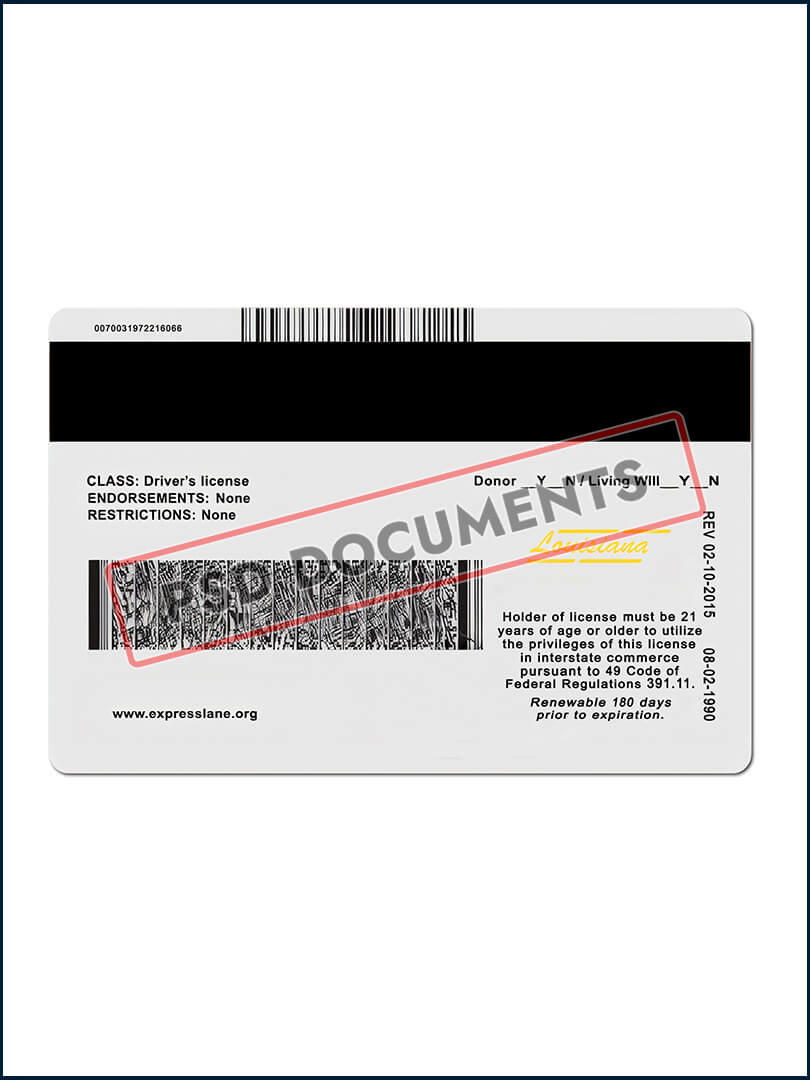 0070031972216066
CLASS: Driver's license
ENDORSEMENTS: None
RESTRICTIONS: None
Donor __Y__N / Living Will__Y__N
Louisiana
PSD DOCUMENTS
REV 02-10-2015
08-02-1990
Holder of license must be 21
years of age or older to utilize
the privileges of this license
in interstate commerce
pursuant to 49 Code of
Federal Regulations 391.11.
Renewable 180 days
prior to expiration.
www.expresslane.org